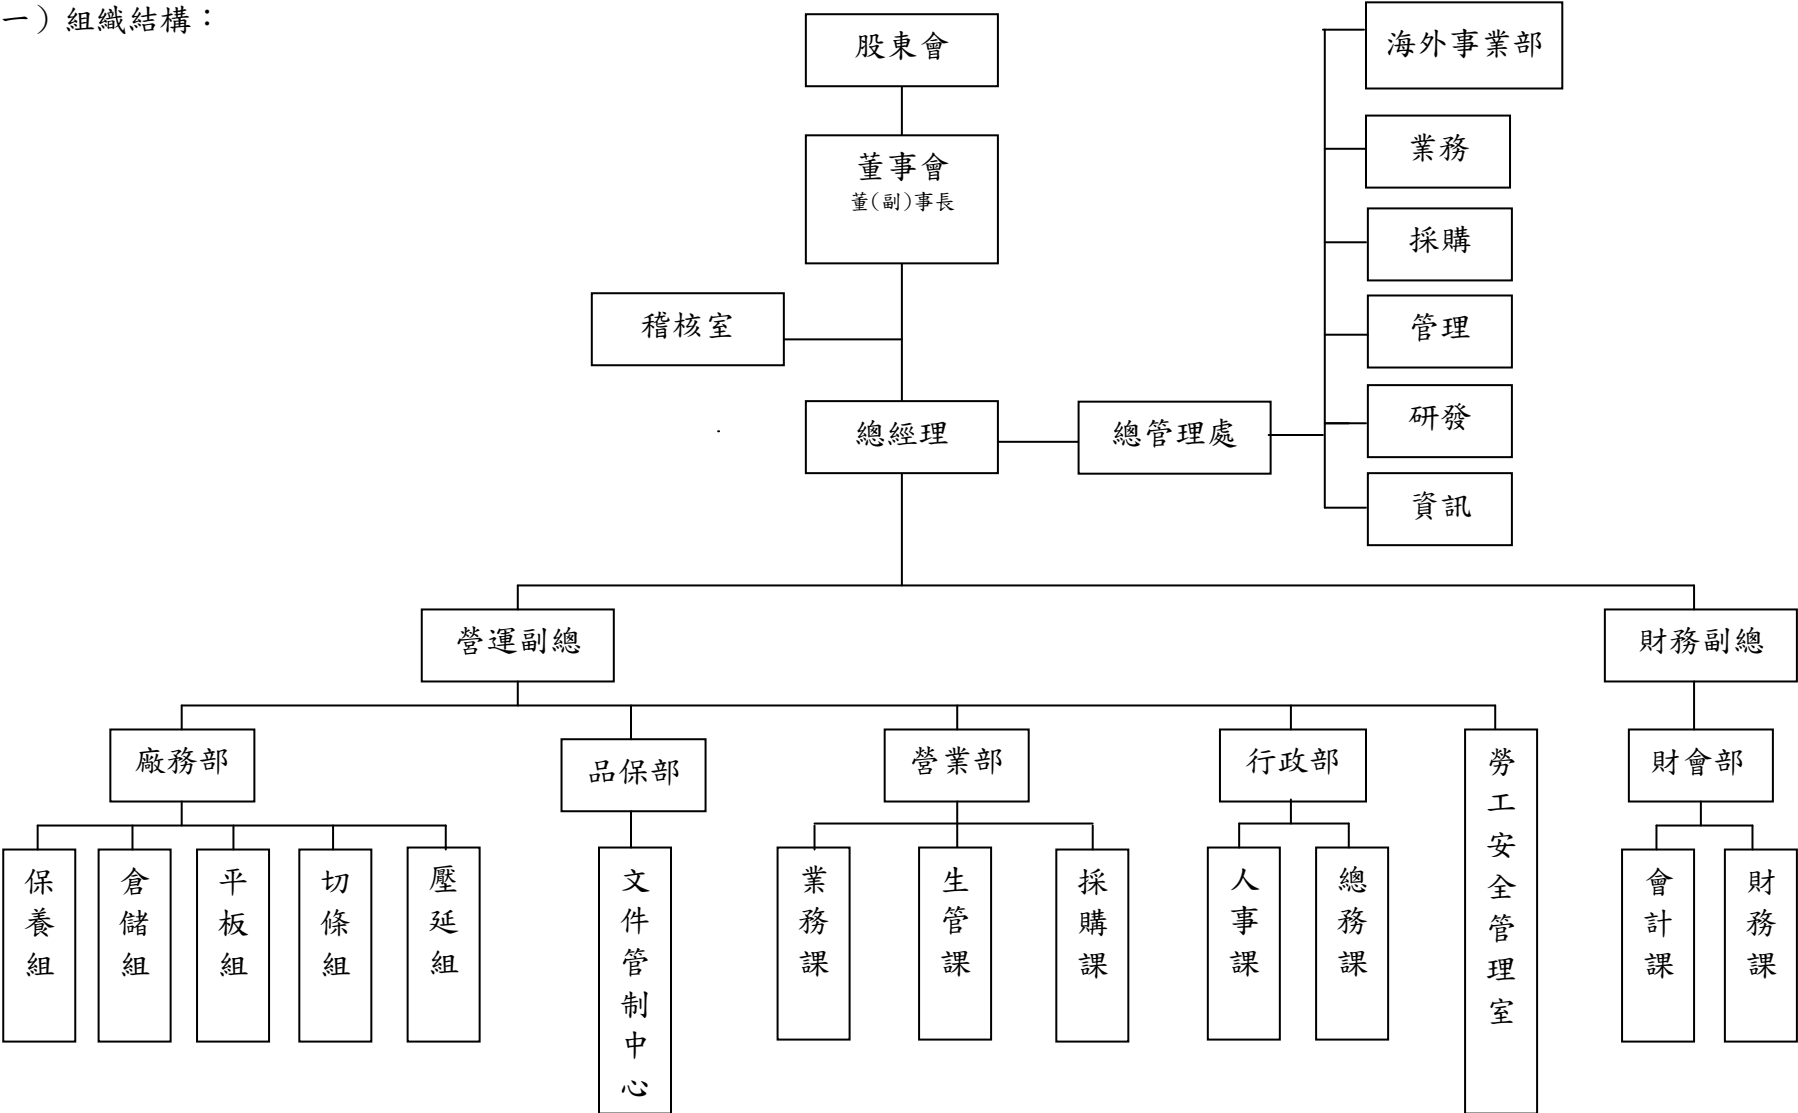 一）組織結構：
股東會
董事會
董(副)事長
稽核室
總經理
總管理處
海外事業部
業務
採購
管理
研發
資訊
營運副總
財務副總
廠務部
品保部
營業部
行政部
勞工安全管理室
財會部
保養組
倉儲組
平板組
切條組
壓延組
文件管制中心
業務課
生管課
採購課
人事課
總務課
會計課
財務課